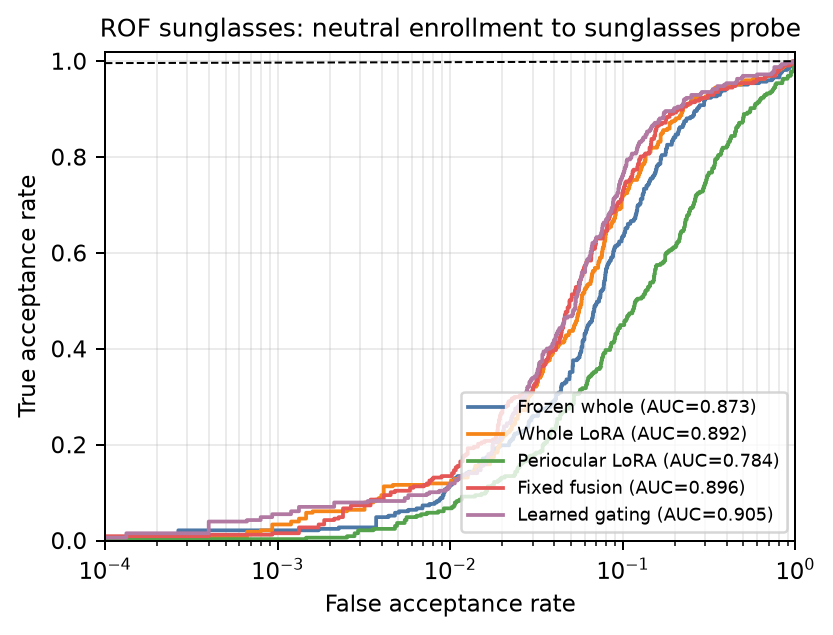 ROF sunglasses: neutral enrollment to sunglasses probe
True acceptance rate
1.0
0.8
0.6
0.4
0.2
0.0
Frozen whole (AUC=0.873)
Whole LoRA (AUC=0.892)
Periocular LoRA (AUC=0.784)
Fixed fusion (AUC=0.896)
Learned gating (AUC=0.905)
10⁻⁴ 10⁻³ 10⁻² 10⁻¹ 10⁰
False acceptance rate